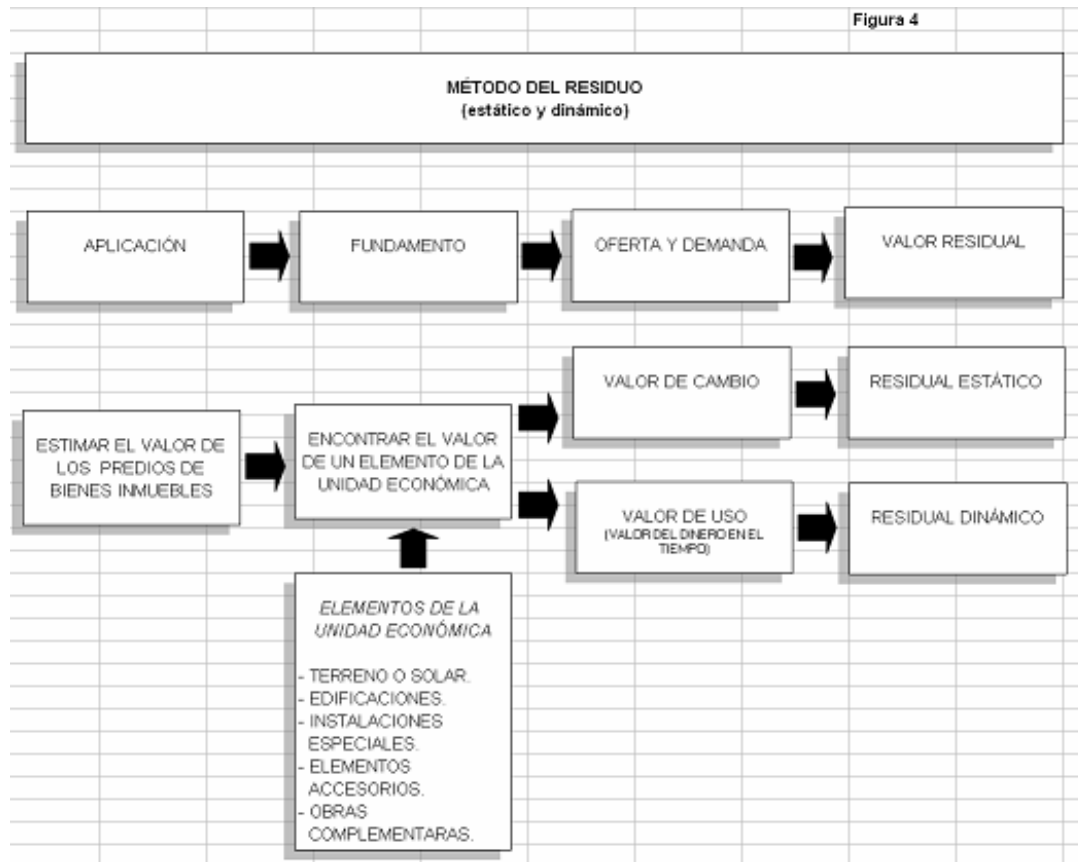 Figura 4
MÉTODO DEL RESIDUO
(estático y dinámico)
APLICACIÓN
FUNDAMENTO
OFERTA Y DEMANDA
VALOR RESIDUAL
ESTIMAR EL VALOR DE
LOS PREDIOS DE
BIENES INMUEBLES
ENCONTRAR EL VALOR
DE UN ELEMENTO DE LA
UNIDAD ECONÓMICA
VALOR DE CAMBIO
RESIDUAL ESTÁTICO
VALOR DE USO
(VALOR DEL DINERO EN EL
TIEMPO)
RESIDUAL DINÁMICO
ELEMENTOS DE LA
UNIDAD ECONÓMICA
- TERRENO O SOLAR.
- EDIFICACIONES.
- INSTALACIONES
ESPECIALES.
- ELEMENTOS
ACCESORIOS.
- OBRAS
COMPLEMENTARAS.